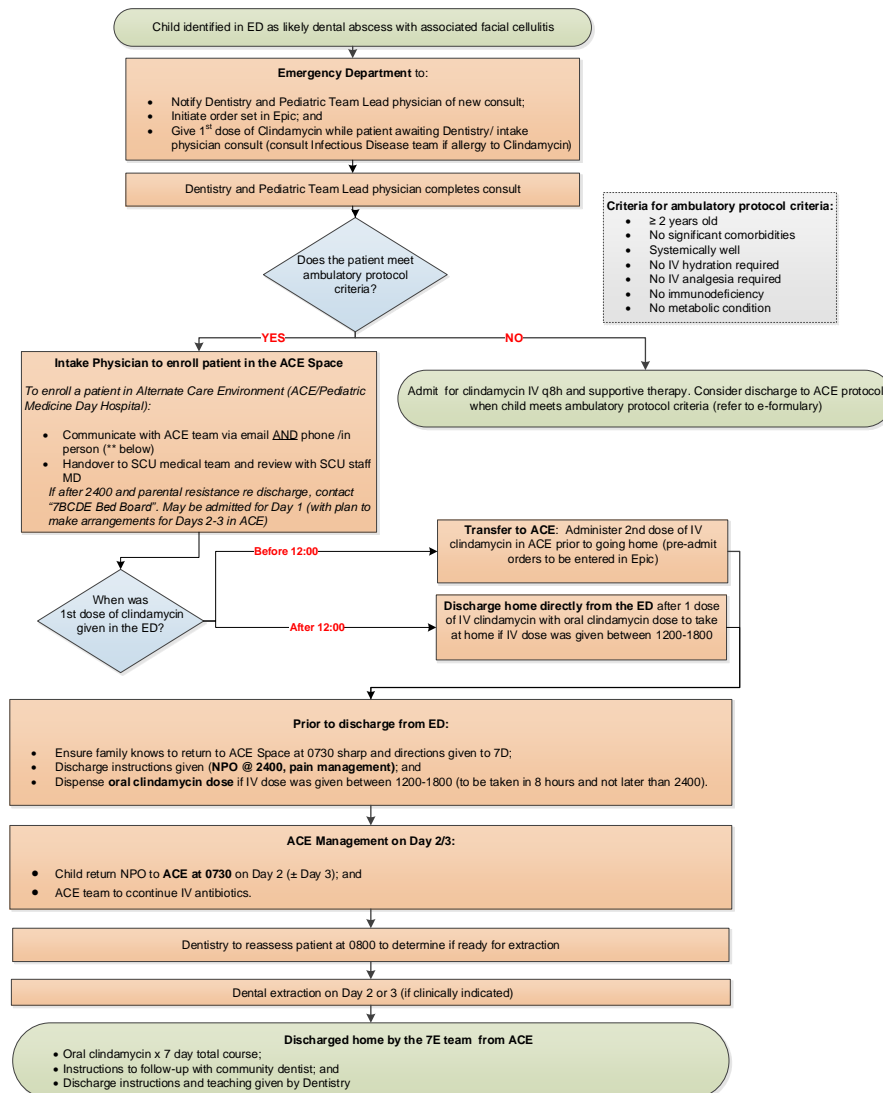 Child identified in ED as likely dental abscess with associated facial cellulitis
Emergency Department to:
• Notify Dentistry and Pediatric Team Lead physician of new consult;
• Initiate order set in Epic; and
• Give 1st dose of Clindamycin while patient awaiting Dentistry/ intake
physician consult (consult Infectious Disease team if allergy to Clindamycin)
Dentistry and Pediatric Team Lead physician completes consult
Criteria for ambulatory protocol criteria:
• ≥ 2 years old
• No significant comorbidities
• Systemically well
• No IV hydration required
• No IV analgesia required
• No immunodeficiency
• No metabolic condition
Does the patient meet
ambulatory protocol
criteria?
YES
NO
Intake Physician to enroll patient in the ACE Space
To enroll a patient in Alternate Care Environment (ACE/Pediatric
Medicine Day Hospital):
• Communicate with ACE team via email AND phone /in
person (** below)
• Handover to SCU medical team and review with SCU staff
MD
If after 2400 and parental resistance re discharge, contact
“7BCDE Bed Board”. May be admitted for Day 1 (with plan to
make arrangements for Days 2-3 in ACE)
Admit for clindamycin IV q8h and supportive therapy. Consider discharge to ACE protocol
when child meets ambulatory protocol criteria (refer to e-formulary)
When was
1st dose of clindamycin
given in the ED?
Before 12:00
Transfer to ACE: Administer 2nd dose of IV
clindamycin in ACE prior to going home (pre-admit
orders to be entered in Epic)
After 12:00
Discharge home directly from the ED after 1 dose
of IV clindamycin with oral clindamycin dose to take
at home if IV dose was given between 1200-1800
Prior to discharge from ED:
• Ensure family knows to return to ACE Space at 0730 sharp and directions given to 7D;
• Discharge instructions given (NPO @ 2400, pain management); and
• Dispense oral clindamycin dose if IV dose was given between 1200-1800 (to be taken in 8 hours and not later than 2400).
ACE Management on Day 2/3:
• Child return NPO to ACE at 0730 on Day 2 (± Day 3); and
• ACE team to ccontinue IV antibiotics.
Dentistry to reassess patient at 0800 to determine if ready for extraction
Dental extraction on Day 2 or 3 (if clinically indicated)
Discharged home by the 7E team from ACE
• Oral clindamycin x 7 day total course;
• Instructions to follow-up with community dentist; and
• Discharge instructions and teaching given by Dentistry